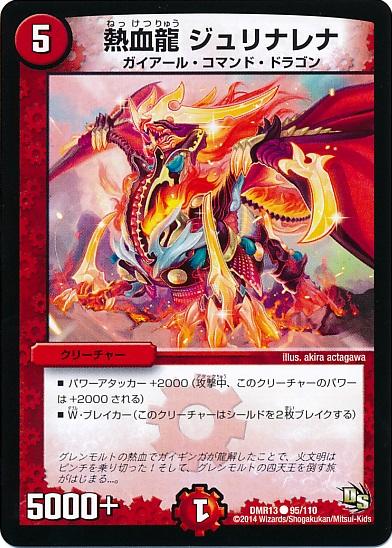 5
ねっけつりゅう
熱血龍 ジュリナレナ
ガイアール・コマンド・ドラゴン
illus. akira actagawa
クリーチャー
■ パワーアタッカー +2000 (攻撃中、このクリーチャーのパワー
は +2000 される)
■ W・ブレイカー (このクリーチャーはシールドを2枚ブレイクする)
グレンモルトの熱血でガイギンガが龍解したことで、火文明は
ピンチを乗り切った！そして、グレンモルトの四天王を倒す旅
がはじまる…。
5000+
1
DS
DMR13 ● 95/110
©2014 Wizards/Shogakukan/Mitsui-Kids